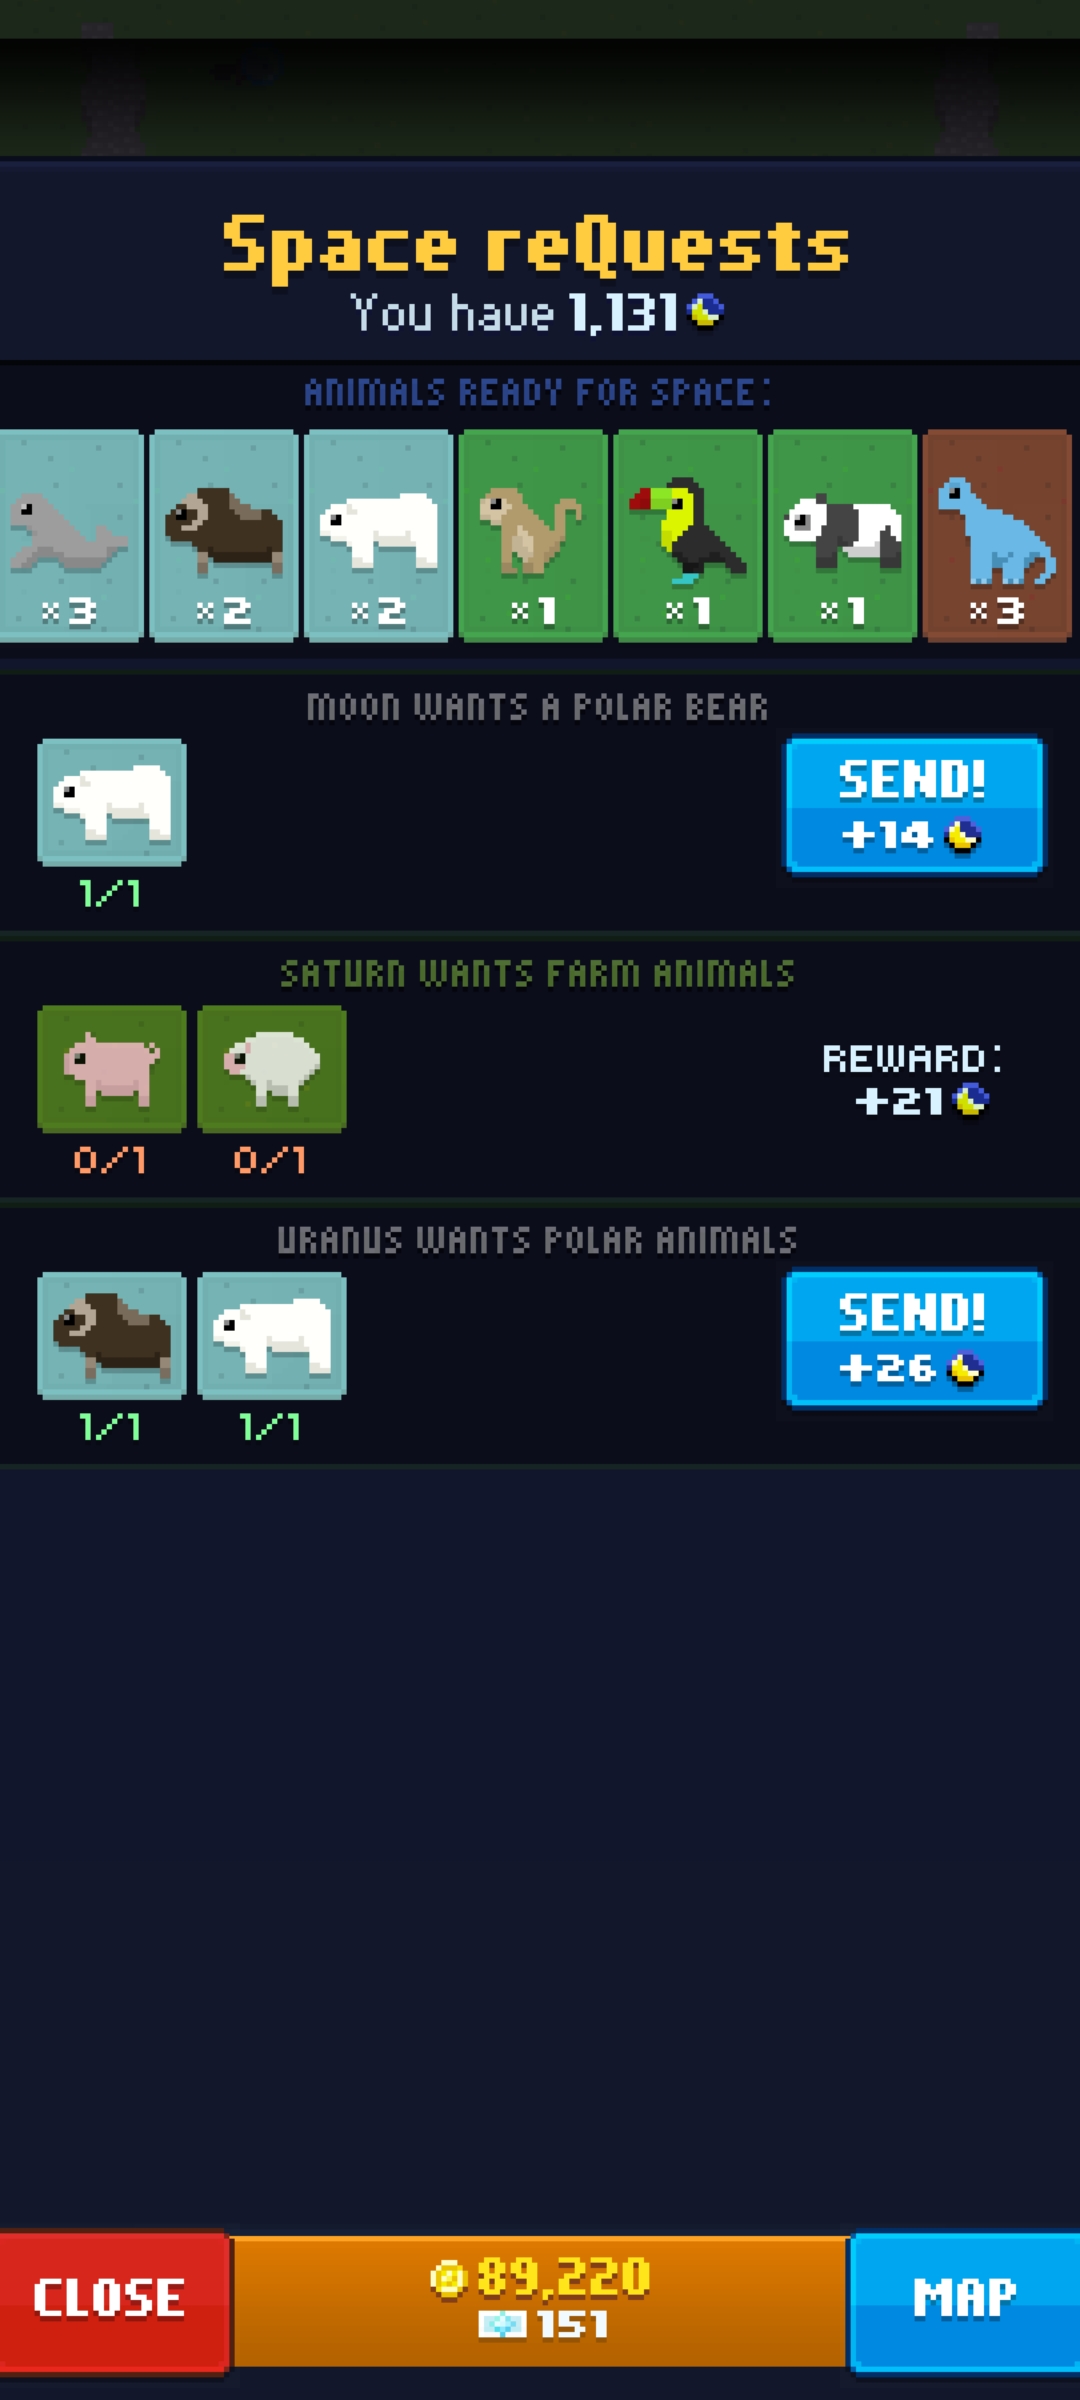 Space reQuests
You have 1,131
ANIMALS READY FOR SPACE:
×3 ×2 ×2 ×1 ×1 ×1 ×3
MOON WANTS A POLAR BEAR
SEND!
+14
1/1
SATURN WANTS FARM ANIMALS
REWARD:
+21
0/1 0/1
URANUS WANTS POLAR ANIMALS
SEND!
+26
1/1 1/1
CLOSE
89,220
151
MAP